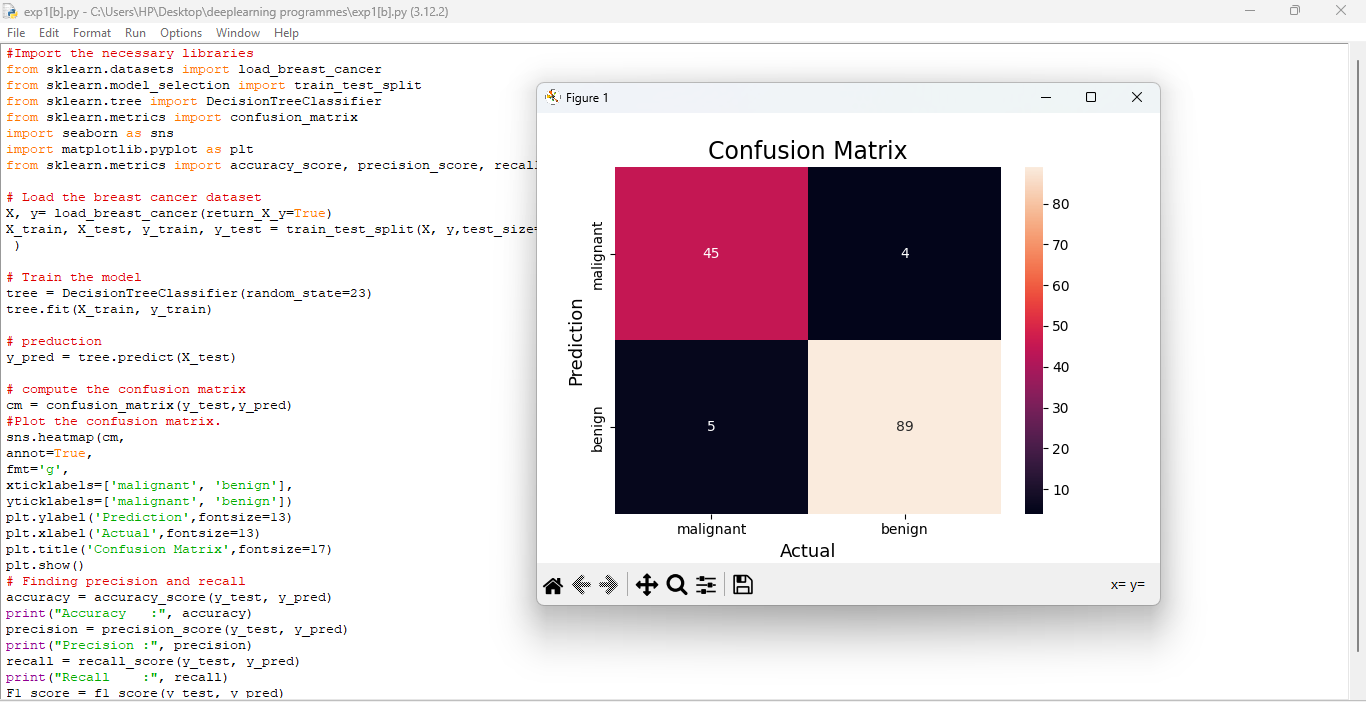 exp1[b].py - C:\Users\HP\Desktop\deeplearning programmes\exp1[b].py (3.12.2)
File Edit Format Run Options Window Help
#Import the necessary libraries
from sklearn.datasets import load_breast_cancer
from sklearn.model_selection import train_test_split
from sklearn.tree import DecisionTreeClassifier
from sklearn.metrics import confusion_matrix
import seaborn as sns
import matplotlib.pyplot as plt
from sklearn.metrics import accuracy_score, precision_score, recall
# Load the breast cancer dataset
X, y= load_breast_cancer(return_X_y=True)
X_train, X_test, y_train, y_test = train_test_split(X, y,test_size=
)
# Train the model
tree = DecisionTreeClassifier(random_state=23)
tree.fit(X_train, y_train)
# preduction
y_pred = tree.predict(X_test)
# compute the confusion matrix
cm = confusion_matrix(y_test,y_pred)
#Plot the confusion matrix.
sns.heatmap(cm,
annot=True,
fmt='g',
xticklabels=['malignant', 'benign'],
yticklabels=['malignant', 'benign'])
plt.ylabel('Prediction',fontsize=13)
plt.xlabel('Actual',fontsize=13)
plt.title('Confusion Matrix',fontsize=17)
plt.show()
# Finding precision and recall
accuracy = accuracy_score(y_test, y_pred)
print("Accuracy   :", accuracy)
precision = precision_score(y_test, y_pred)
print("Precision :", precision)
recall = recall_score(y_test, y_pred)
print("Recall    :", recall)
F1_score = f1_score(y_test, y_pred)
Figure 1
Confusion Matrix
Prediction
malignant
benign
45 4
5 89
malignant benign
Actual
80
70
60
50
40
30
20
10
x= y=